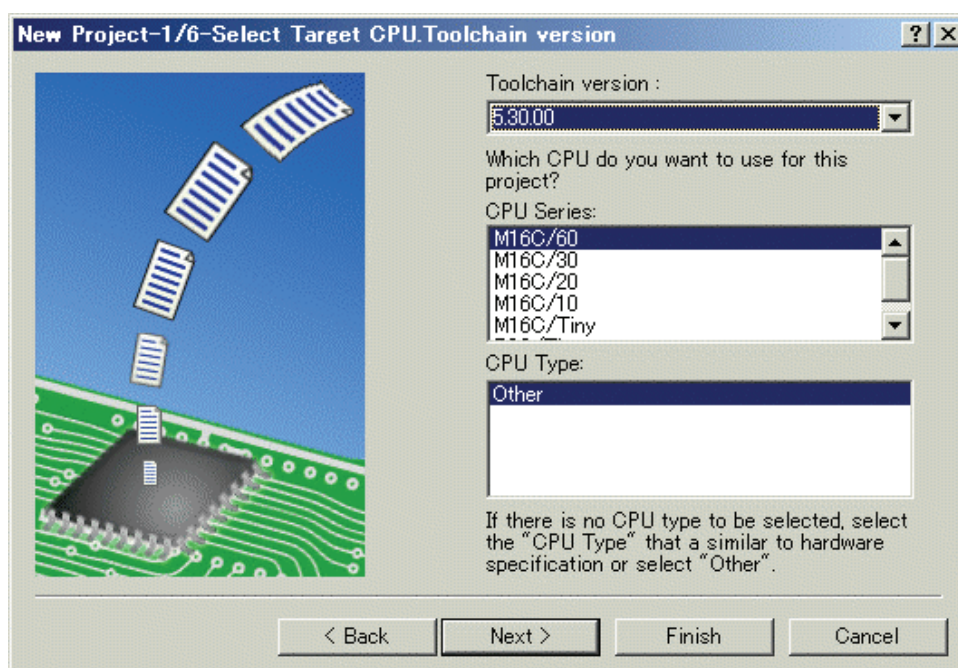 New Project-1/6-Select Target CPU.Toolchain version
Toolchain version :
5.30.00
Which CPU do you want to use for this
project?
CPU Series:
M16C/60
M16C/30
M16C/20
M16C/10
M16C/Tiny
CPU Type:
Other
If there is no CPU type to be selected, select
the "CPU Type" that a similar to hardware
specification or select "Other".
< Back
Next >
Finish
Cancel